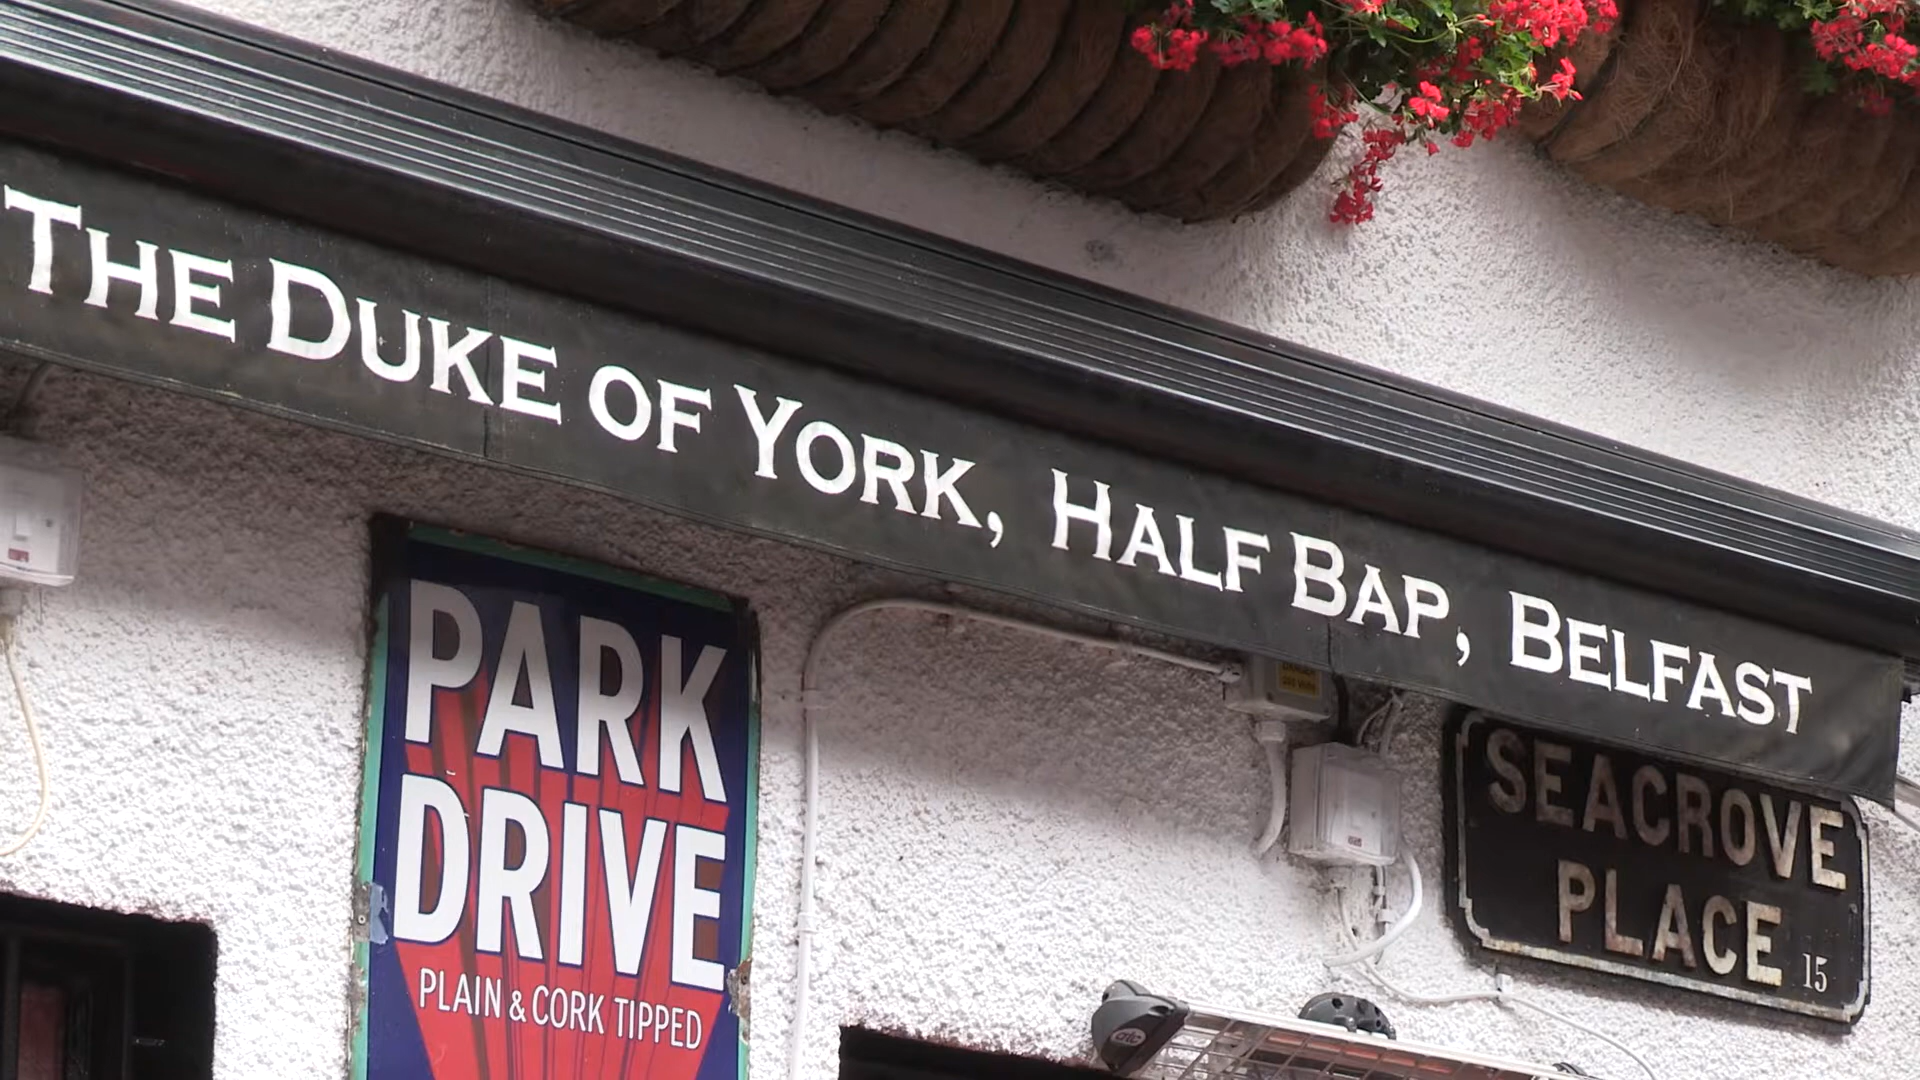 THE DUKE OF YORK, HALF BAP, BELFAST
PARK
DRIVE
PLAIN & CORK TIPPED
SEACROVE
PLACE 15